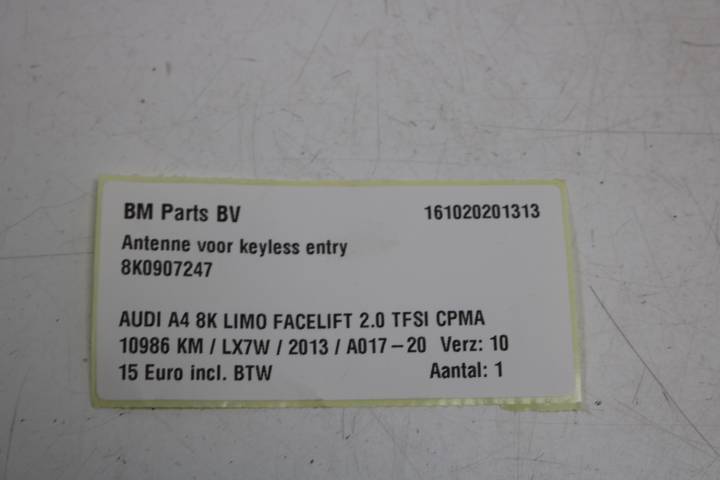 BM Parts BV 161020201313
Antenne voor keyless entry
8K0907247
AUDI A4 8K LIMO FACELIFT 2.0 TFSI CPMA
10986 KM / LX7W / 2013 / A017-20 Verz: 10
15 Euro incl. BTW Aantal: 1